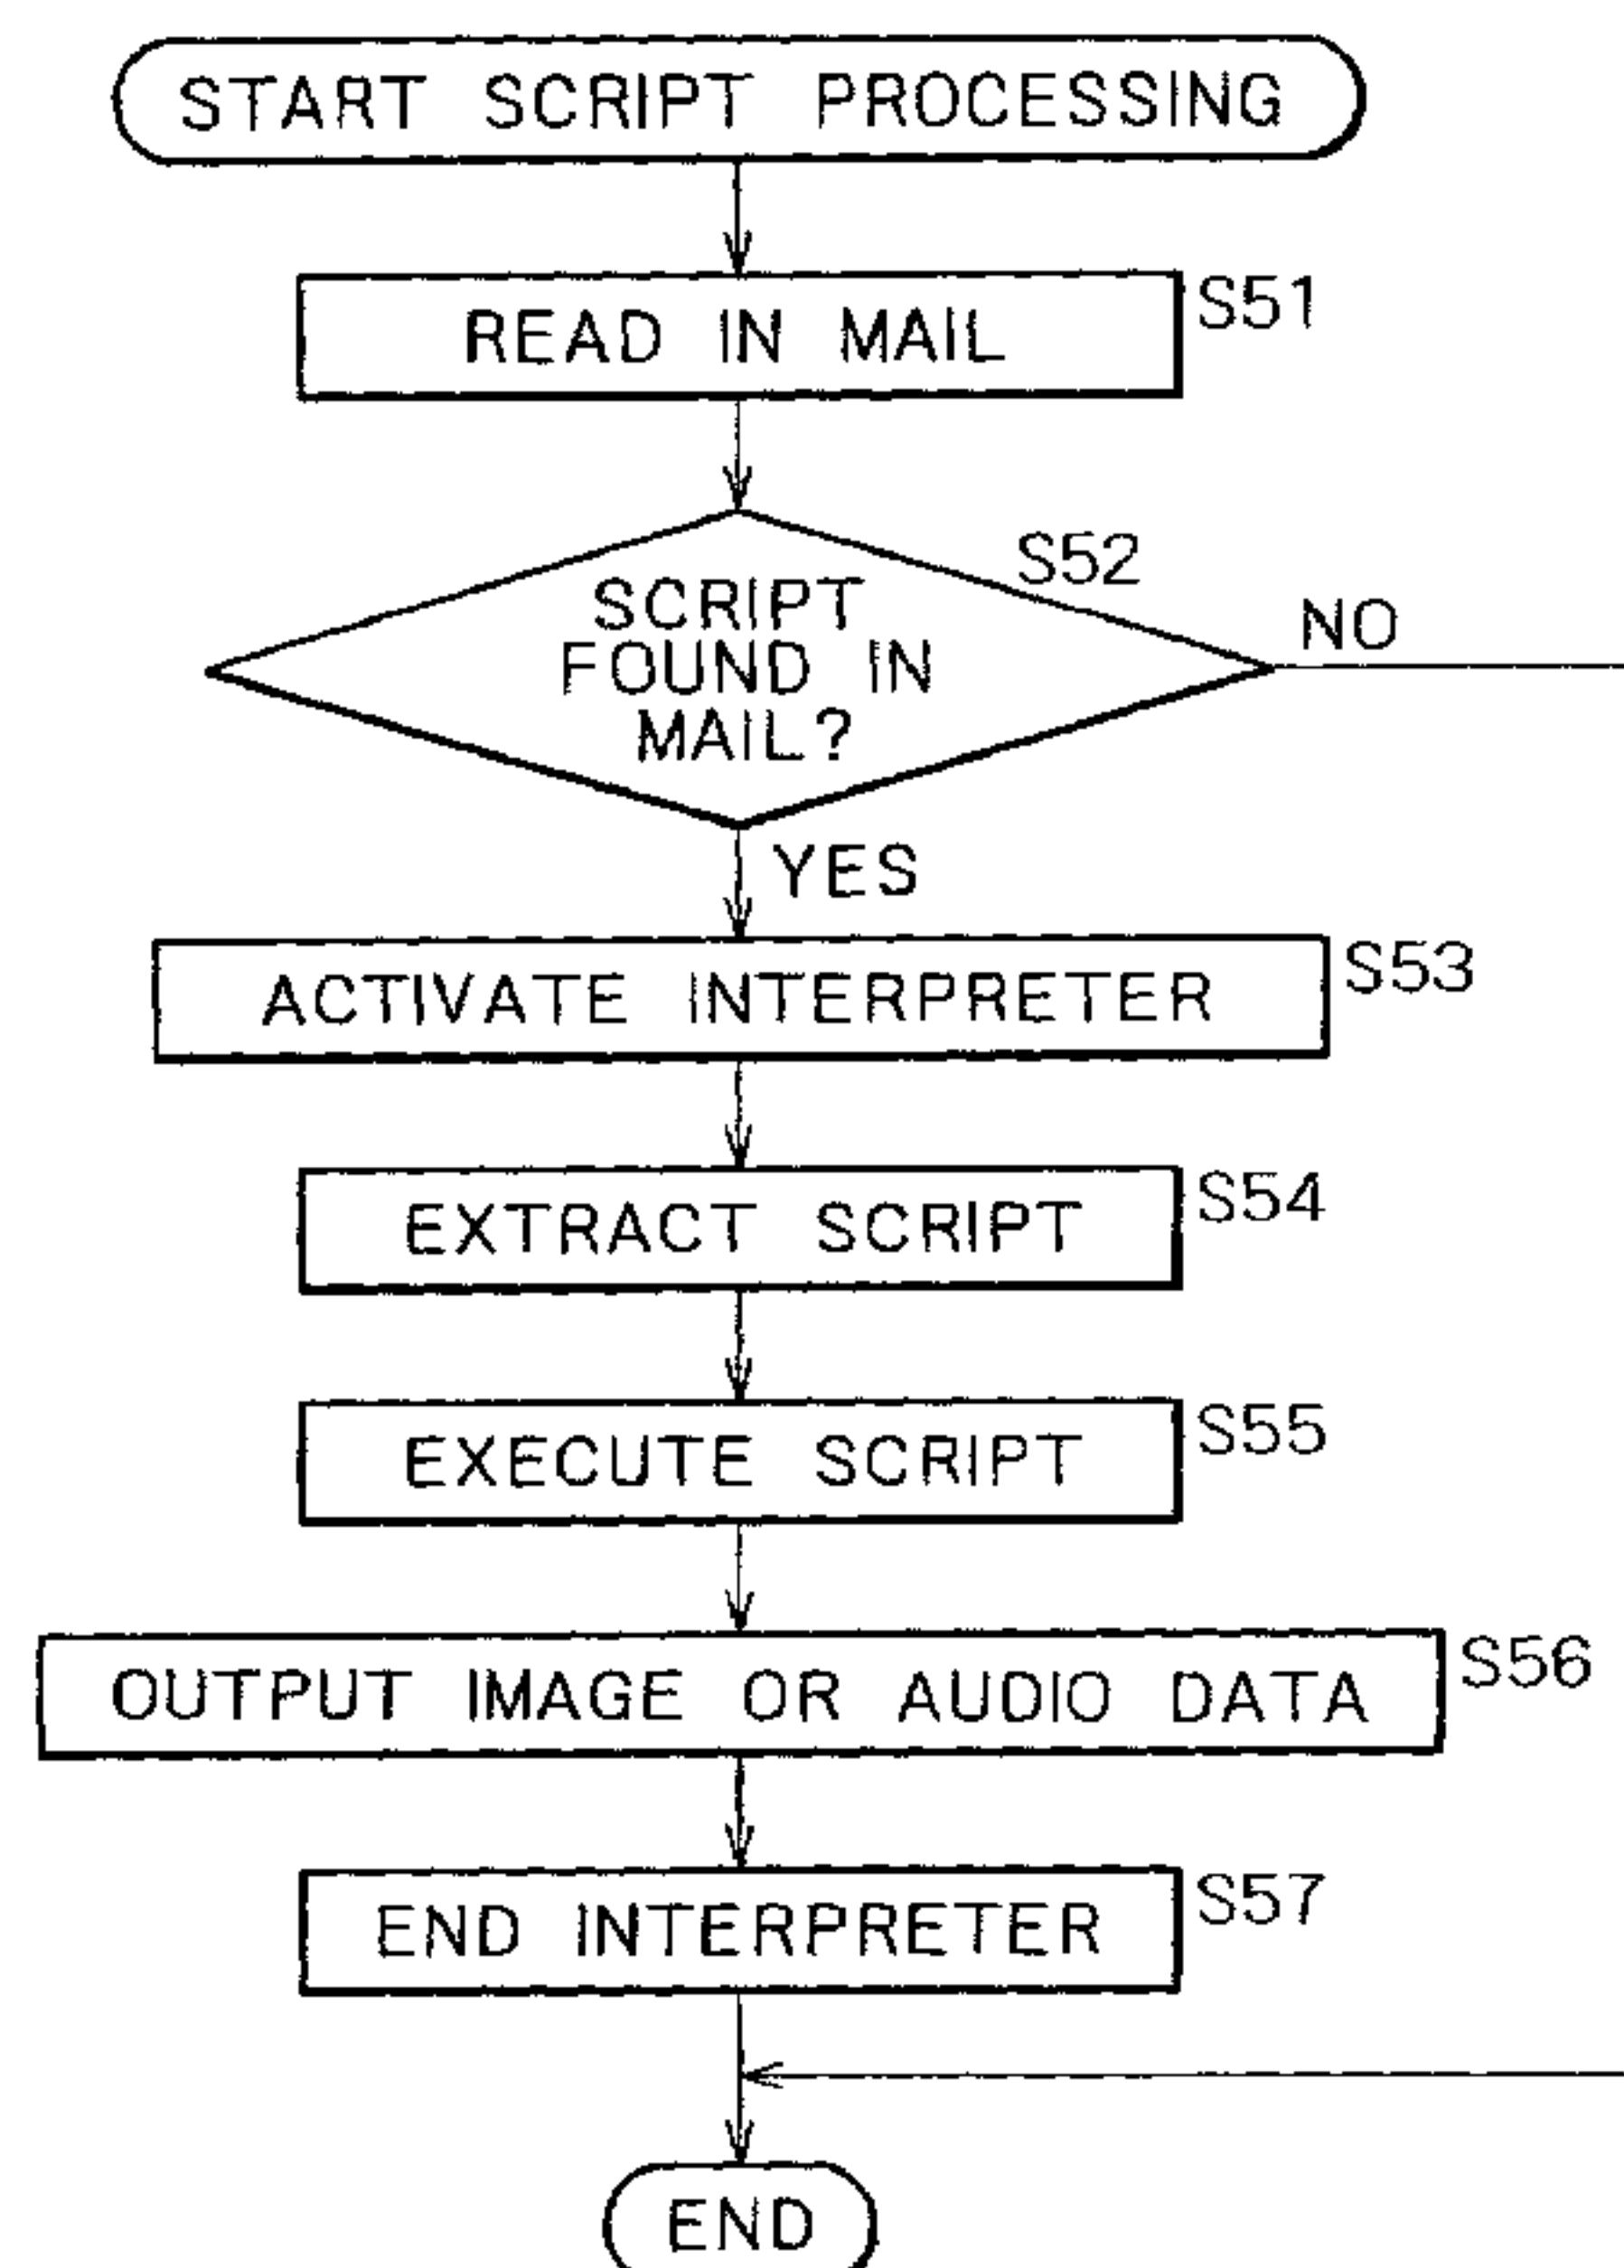 START SCRIPT PROCESSING
READ IN MAIL
S51
S52
SCRIPT
FOUND IN
MAIL?
NO
YES
ACTIVATE INTERPRETER
S53
EXTRACT SCRIPT
S54
EXECUTE SCRIPT
S55
OUTPUT IMAGE OR AUDIO DATA
S56
END INTERPRETER
S57
END